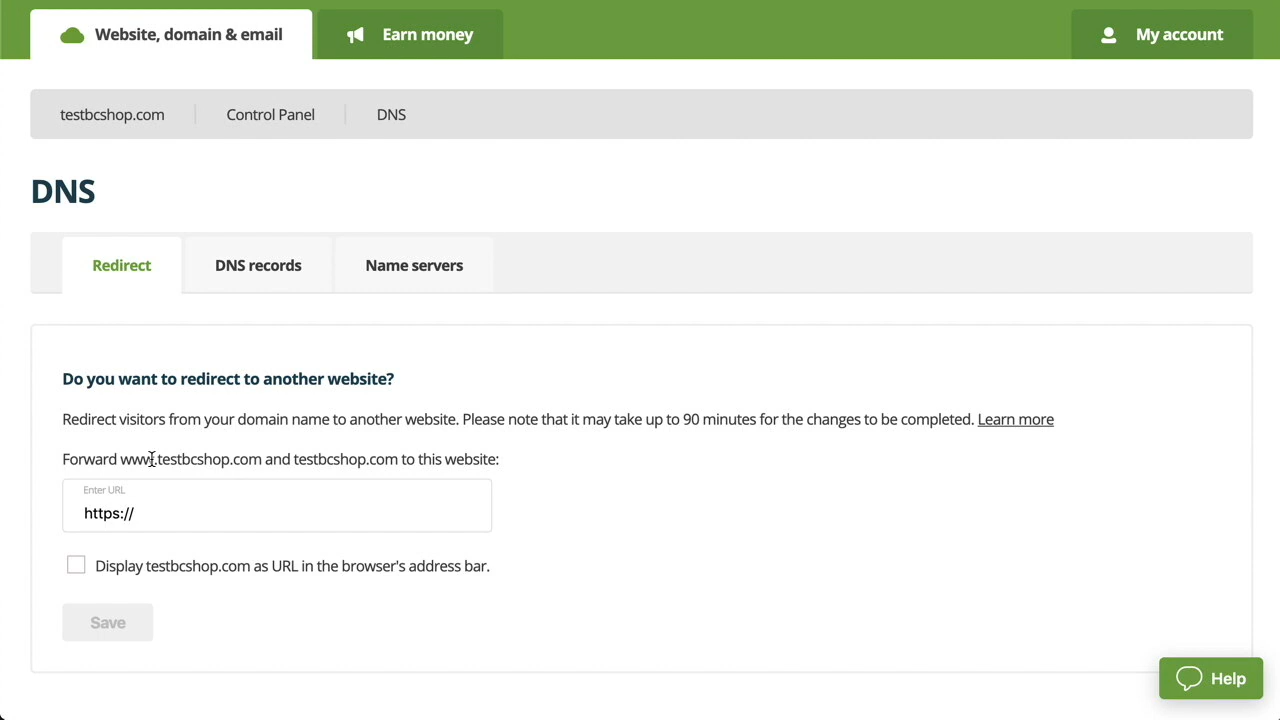 Website, domain & email
Earn money
My account
testbcshop.com
Control Panel
DNS
DNS
Redirect
DNS records
Name servers
Do you want to redirect to another website?
Redirect visitors from your domain name to another website. Please note that it may take up to 90 minutes for the changes to be completed. Learn more
Forward www.testbcshop.com and testbcshop.com to this website:
Enter URL
https://
Display testbcshop.com as URL in the browser's address bar.
Save
Help